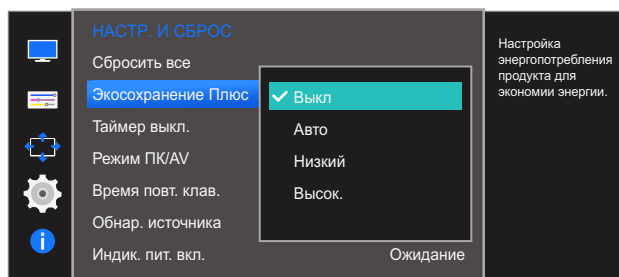 НАСТР. И СБРОС
Сбросить все
Экосохранение Плюс
Таймер выкл.
Режим ПК/AV
Время повт. клав.
Обнар. источника
Индик. пит. вкл.
Ожидание
Выкл
Авто
Низкий
Высок.
Настройка
энергопотребления
продукта для
экономии энергии.